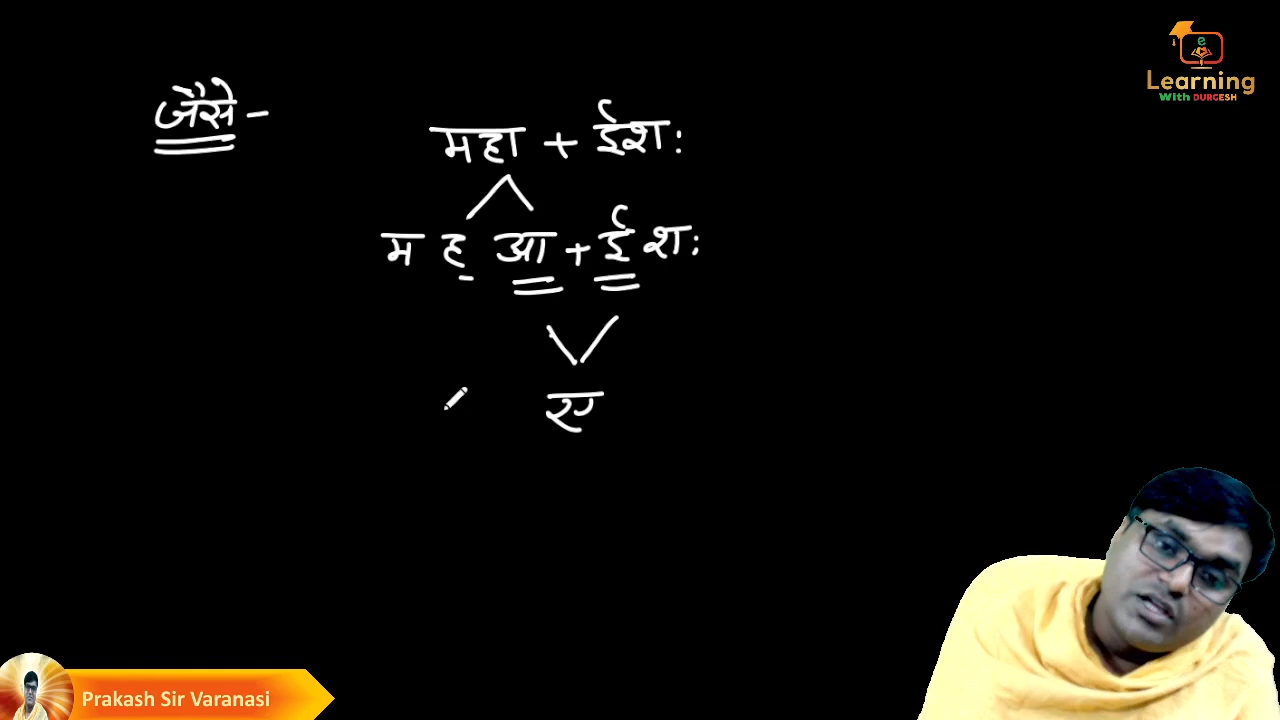 e
Learning
With DURGESH
जैसे -
महा + ईशः
म ह् आ + ई शः
ए
Prakash Sir Varanasi